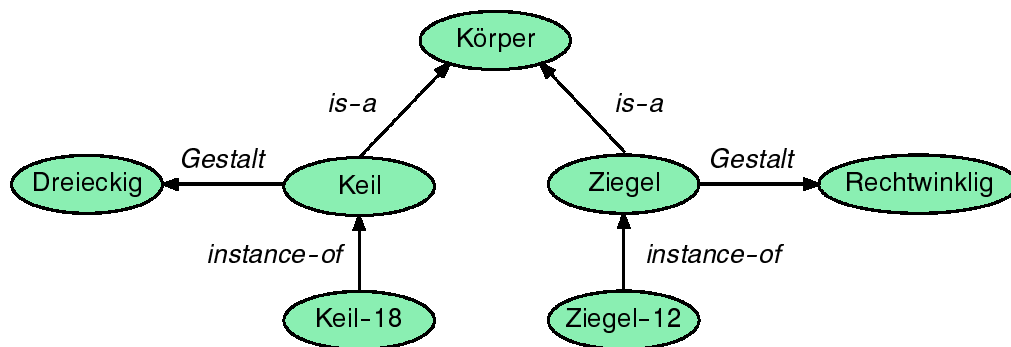 Körper
is-a
is-a
Dreieckig
Gestalt
Keil
Ziegel
Gestalt
Rechtwinklig
instance-of
instance-of
Keil-18
Ziegel-12